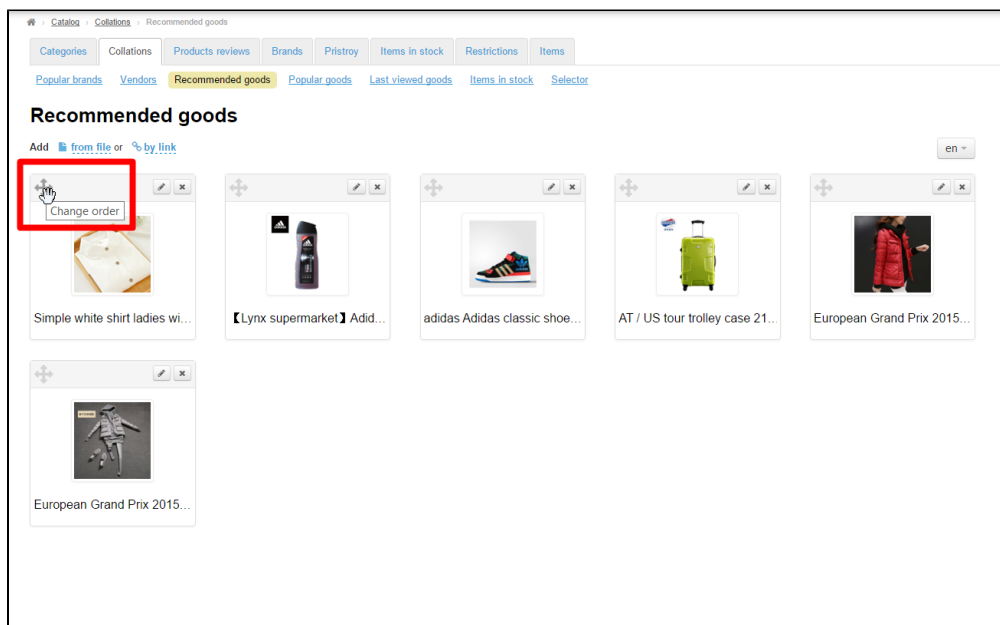 Catalog › Collations › Recommended goods
Categories Collations Products reviews Brands Pristroy Items in stock Restrictions Items
Popular brands Vendors Recommended goods Popular goods Last viewed goods Items in stock Selector
Recommended goods
Add from file or by link
en
Change order
Simple white shirt ladies wi... 【Lynx supermarket】 Adid... adidas Adidas classic shoe... AT / US tour trolley case 21... European Grand Prix 2015...
European Grand Prix 2015...